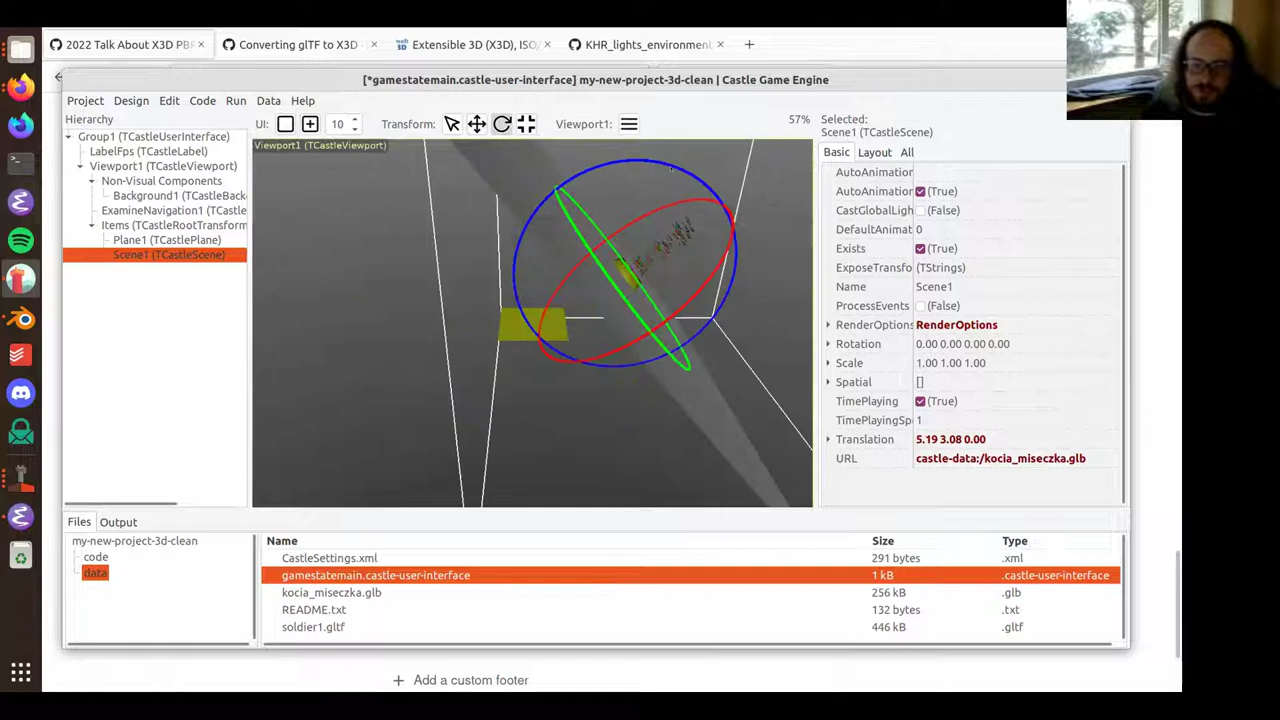 2022 Talk About X3D PBR
Converting glTF to X3D -
Extensible 3D (X3D), ISO/
KHR_lights_environment
[*gamestatemain.castle-user-interface] my-new-project-3d-clean | Castle Game Engine
Project Design Edit Code Run Data Help
Hierarchy
UI: 10 Transform: Viewport1: 57%
Selected:
Scene1 (TCastleScene)
Group1 (TCastleUserInterface)
LabelFps (TCastleLabel)
Viewport1 (TCastleViewport)
Non-Visual Components
Background1 (TCastleBack
ExamineNavigation1 (TCastle
Items (TCastleRootTransform
Plane1 (TCastlePlane)
Scene1 (TCastleScene)
Viewport1 (TCastleViewport)
Basic Layout All
AutoAnimation
AutoAnimation (True)
CastGlobalLigh (False)
DefaultAnimat 0
Exists (True)
ExposeTransfo (TStrings)
Name Scene1
ProcessEvents (False)
RenderOptions RenderOptions
Rotation 0.00 0.00 0.00 0.00
Scale 1.00 1.00 1.00
Spatial []
TimePlaying (True)
TimePlayingSp 1
Translation 5.19 3.08 0.00
URL castle-data:/kocia_miseczka.glb
Files Output
my-new-project-3d-clean
code
data
Name Size Type
CastleSettings.xml 291 bytes .xml
gamestatemain.castle-user-interface 1 kB .castle-user-interface
kocia_miseczka.glb 256 kB .glb
README.txt 132 bytes .txt
soldier1.gltf 446 kB .gltf
Add a custom footer